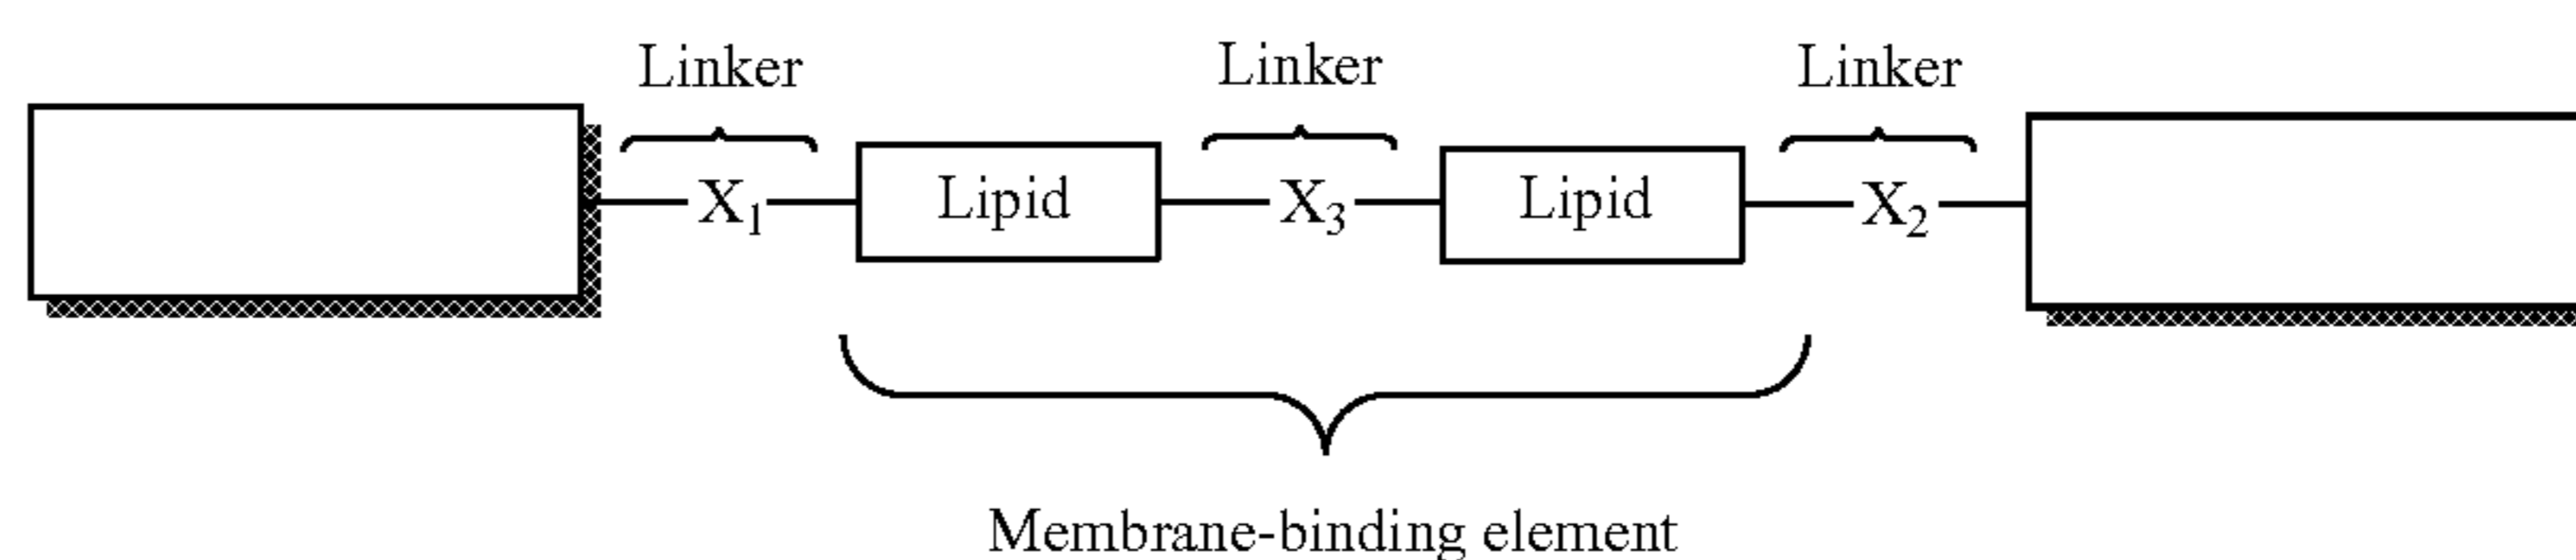 Linker Linker Linker
X₁ Lipid X₃ Lipid X₂
Membrane-binding element